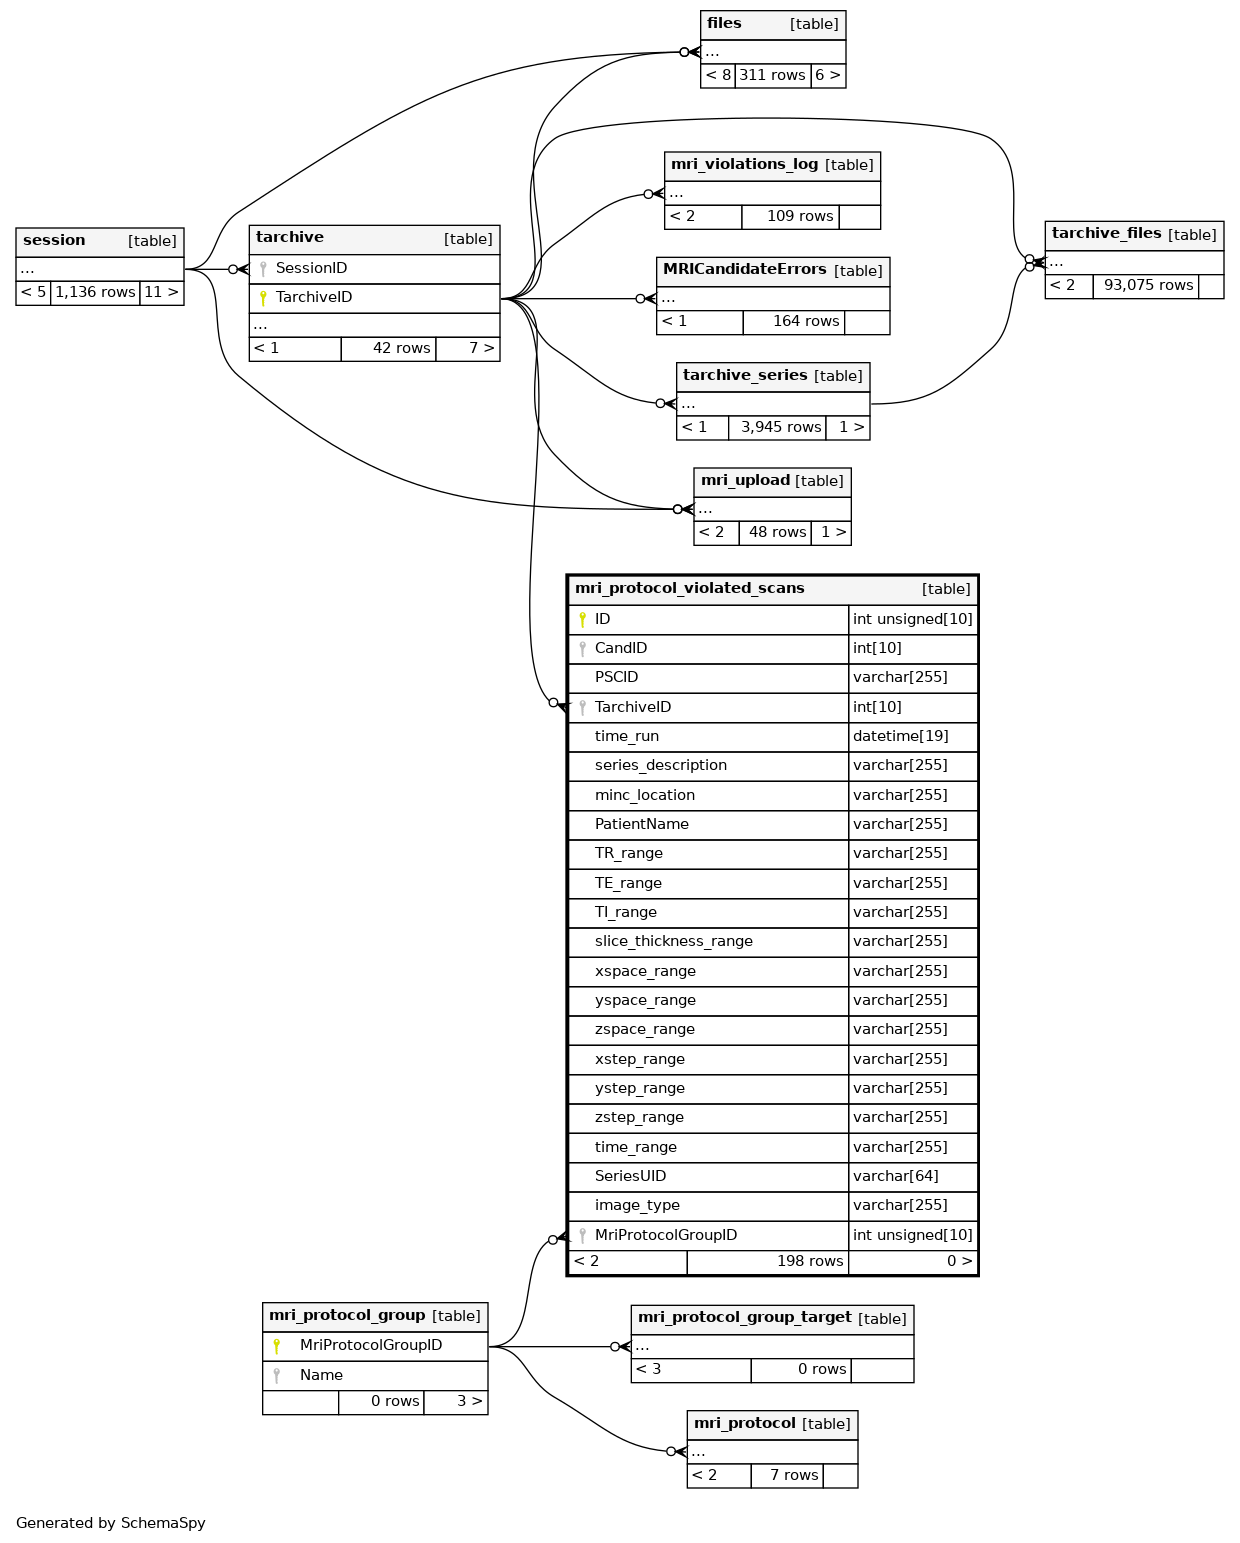 files [table]
...
< 8 311 rows 6 >
mri_violations_log [table]
...
< 2 109 rows
session [table]
...
< 5 1,136 rows 11 >
tarchive [table]
SessionID
TarchiveID
...
< 1 42 rows 7 >
tarchive_files [table]
...
< 2 93,075 rows
MRICandidateErrors [table]
...
< 1 164 rows
tarchive_series [table]
...
< 1 3,945 rows 1 >
mri_upload [table]
...
< 2 48 rows 1 >
mri_protocol_violated_scans [table]
ID int unsigned[10]
CandID int[10]
PSCID varchar[255]
TarchiveID int[10]
time_run datetime[19]
series_description varchar[255]
minc_location varchar[255]
PatientName varchar[255]
TR_range varchar[255]
TE_range varchar[255]
TI_range varchar[255]
slice_thickness_range varchar[255]
xspace_range varchar[255]
yspace_range varchar[255]
zspace_range varchar[255]
xstep_range varchar[255]
ystep_range varchar[255]
zstep_range varchar[255]
time_range varchar[255]
SeriesUID varchar[64]
image_type varchar[255]
MriProtocolGroupID int unsigned[10]
< 2 198 rows 0 >
mri_protocol_group [table]
MriProtocolGroupID
Name
0 rows 3 >
mri_protocol_group_target [table]
...
< 3 0 rows
mri_protocol [table]
...
< 2 7 rows
Generated by SchemaSpy